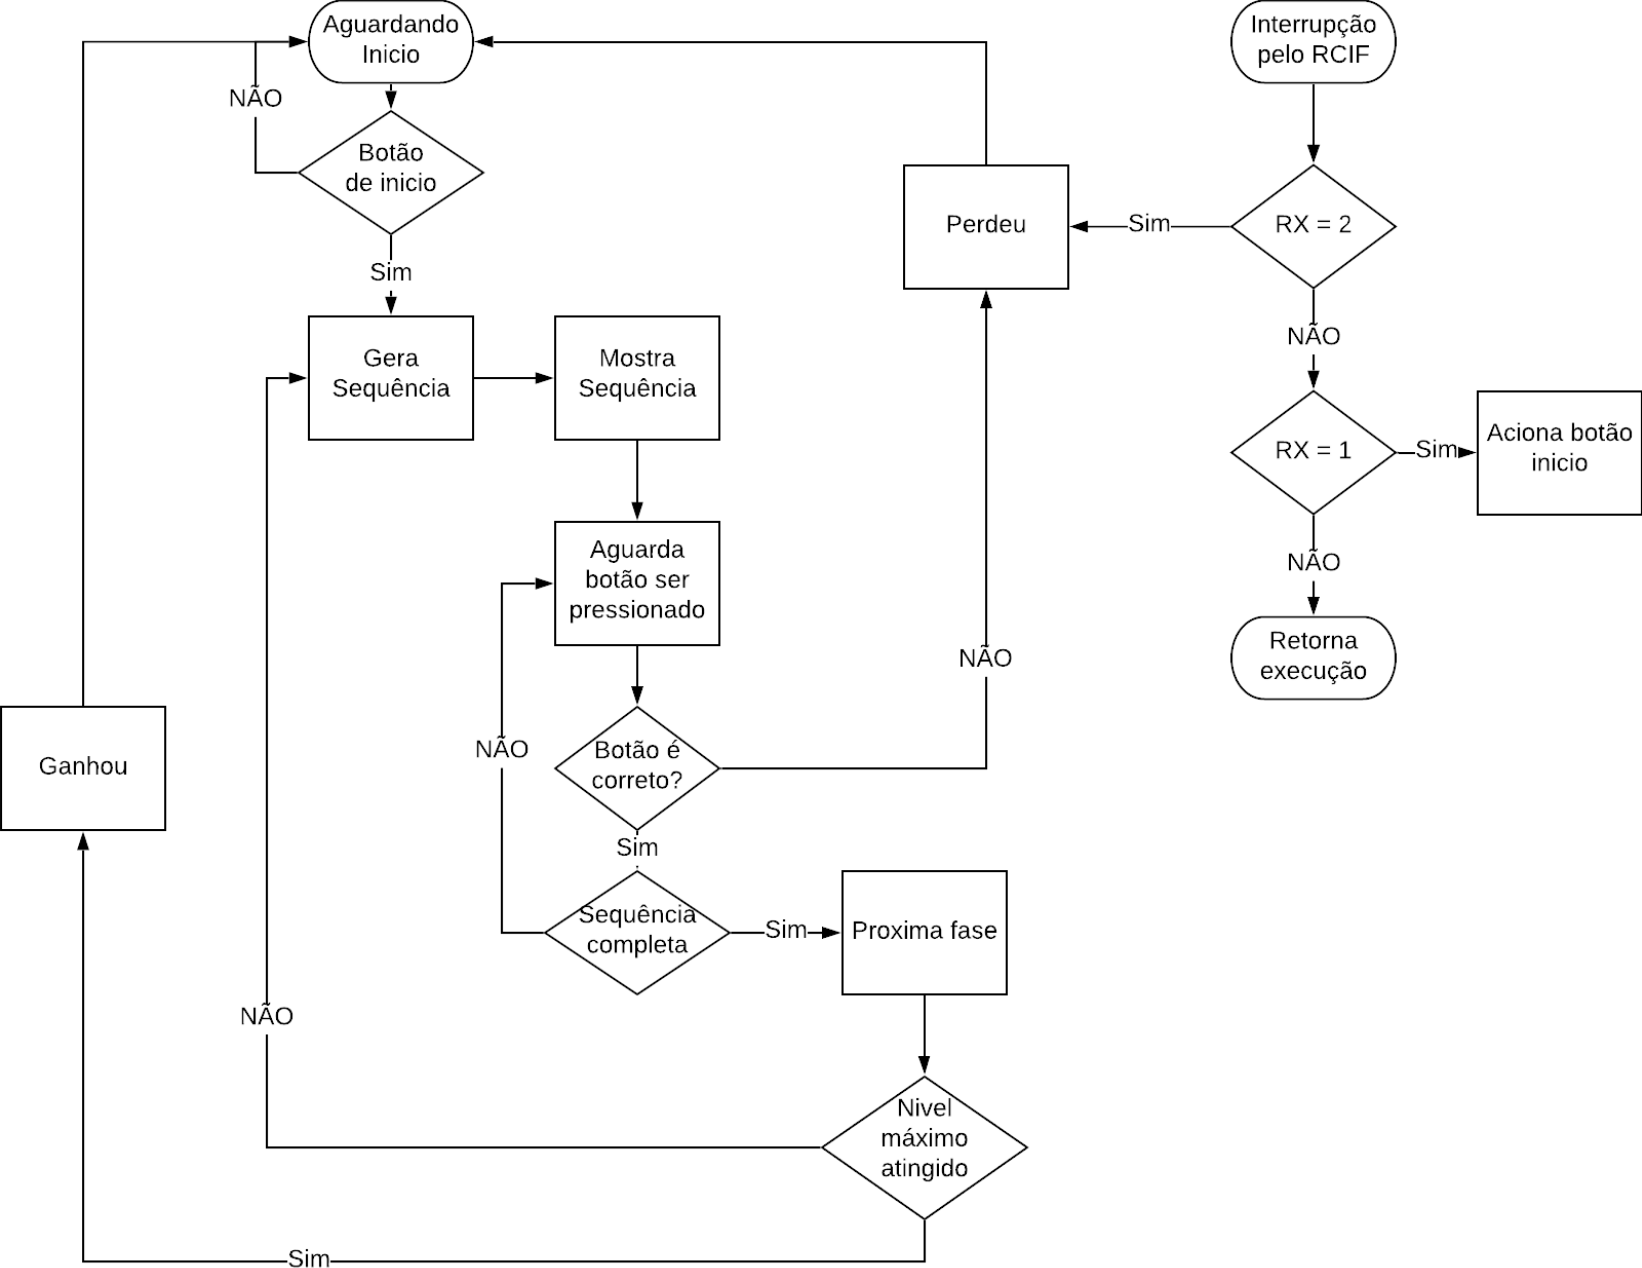 Aguardando
Inicio
NÃO
Botão
de inicio
Sim
Gera
Sequência
Mostra
Sequência
Aguarda
botão ser
pressionado
NÃO
Botão é
correto?
NÃO
Sim
Sequência
completa
Sim
Proxima fase
NÃO
Nivel
máximo
atingido
Sim
Ganhou
Perdeu
Interrupção
pelo RCIF
Sim
RX = 2
NÃO
RX = 1
Sim
Aciona botão
inicio
NÃO
Retorna
execução